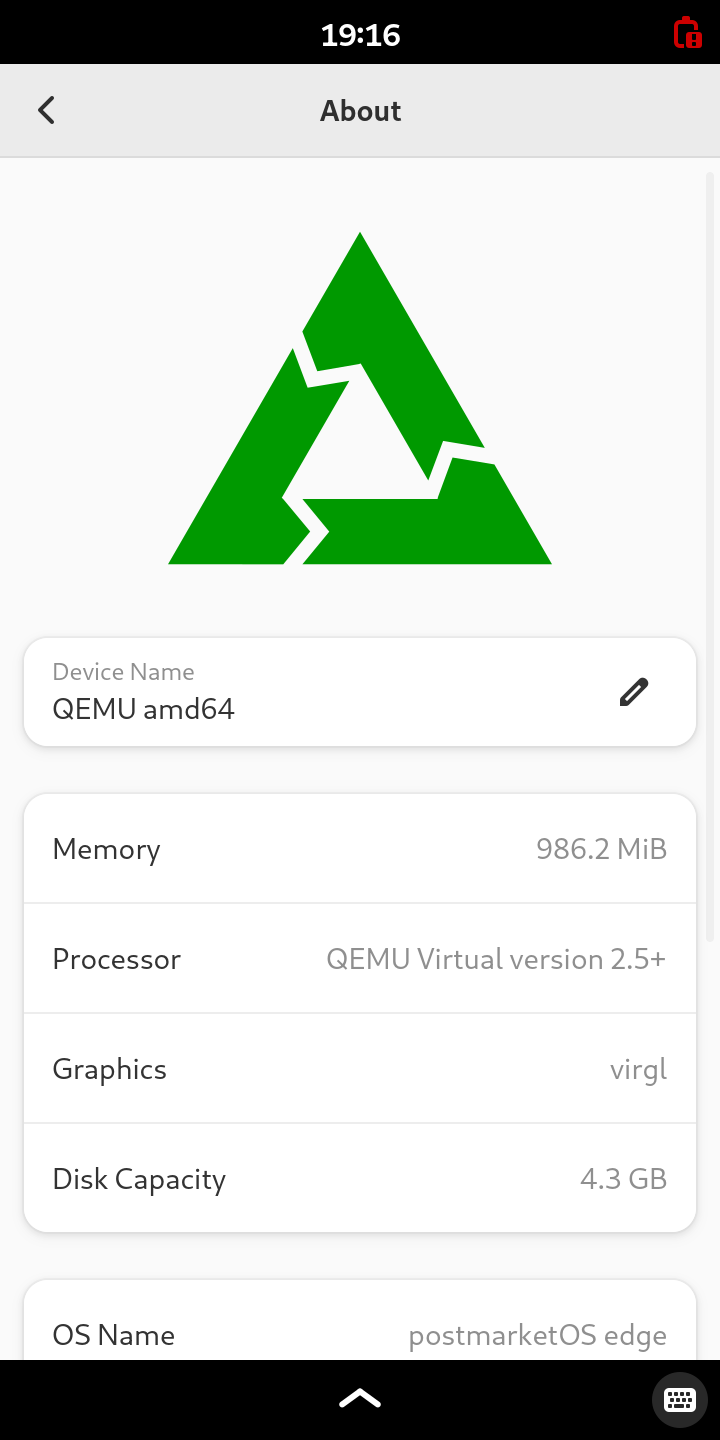 19:16
About
Device Name
QEMU amd64
Memory
986.2 MiB
Processor
QEMU Virtual version 2.5+
Graphics
virgl
Disk Capacity
4.3 GB
OS Name
postmarketOS edge